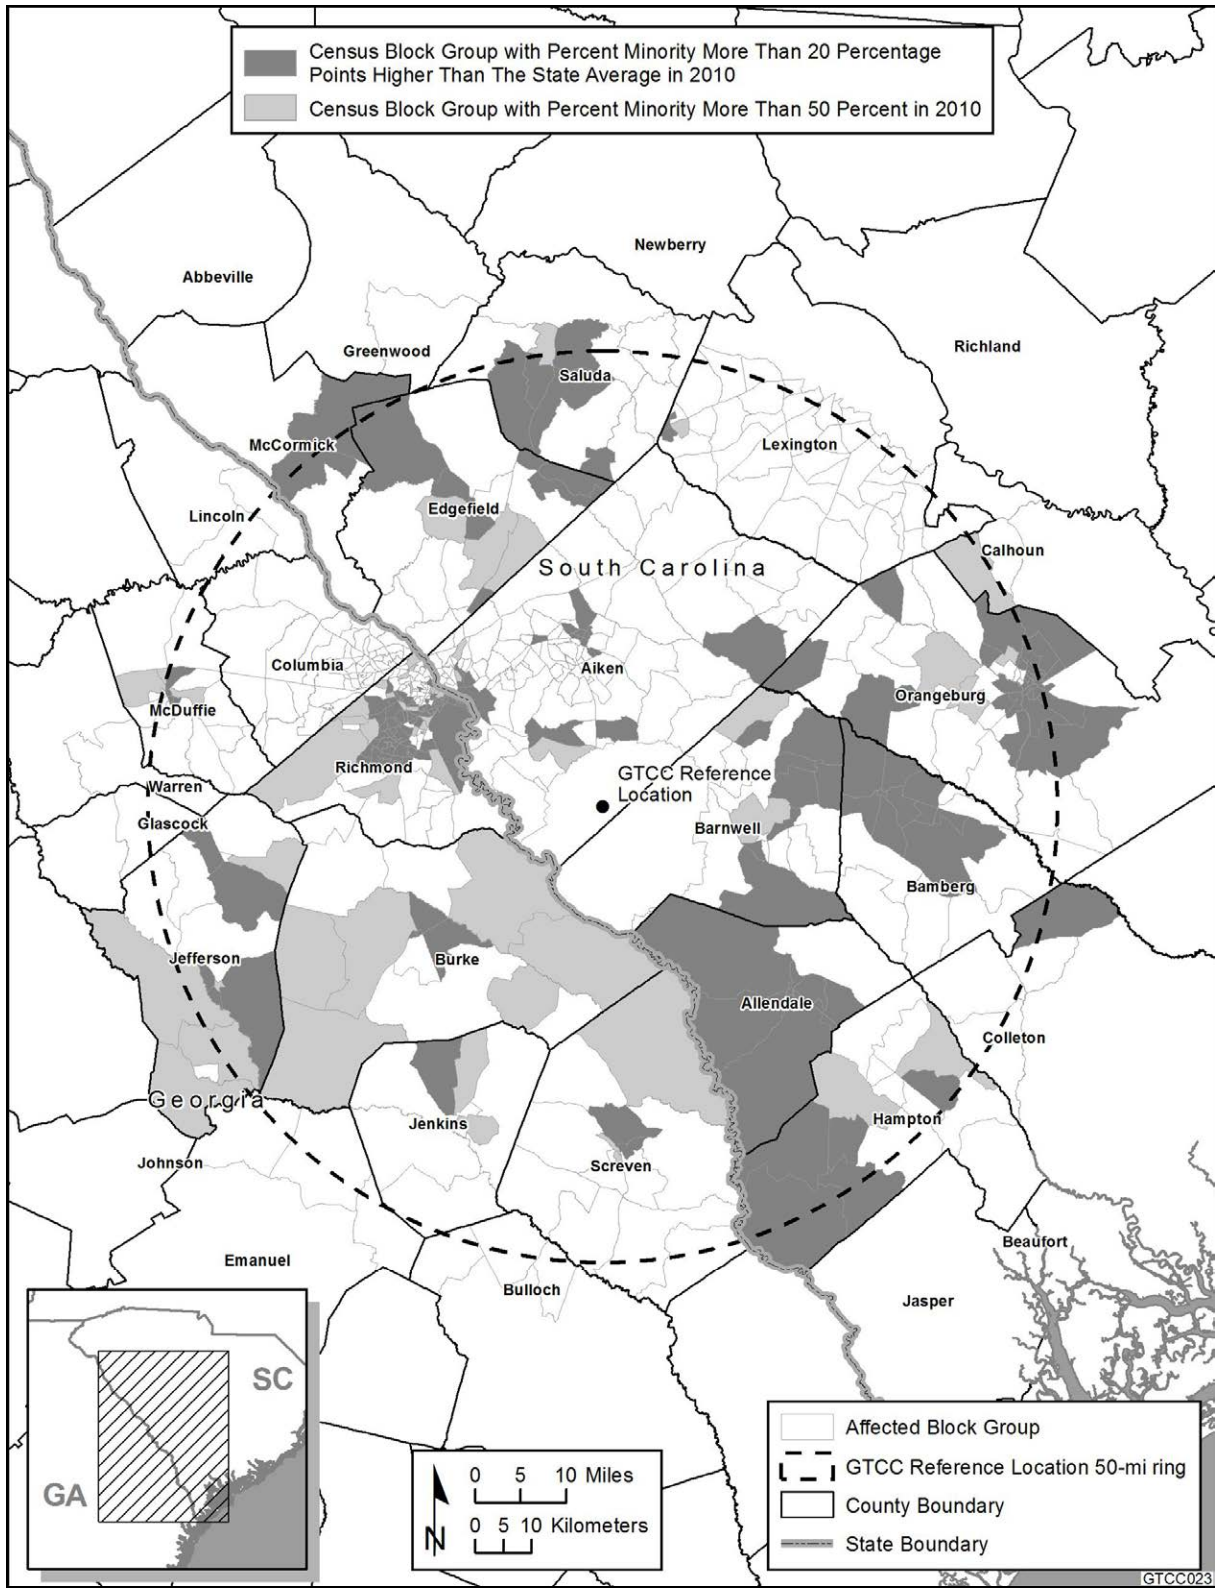 Census Block Group with Percent Minority More Than 20 Percentage
Points Higher Than The State Average in 2010
Census Block Group with Percent Minority More Than 50 Percent in 2010
Newberry
Abbeville
Greenwood
Richland
Saluda
McCormick
Lexington
Lincoln
Edgefield
Calhoun
South Carolina
Columbia
Aiken
Orangeburg
McDuffie
Richmond
GTCC Reference
Location
Warren
Glascock
Barnwell
Bamberg
Jefferson
Burke
Allendale
Colleton
Georgia
Jenkins
Hampton
Johnson
Screven
Beaufort
Emanuel
Bulloch
Jasper
SC
GA
N
0 5 10 Miles
0 5 10 Kilometers
Affected Block Group
GTCC Reference Location 50-mi ring
County Boundary
State Boundary
GTCC023